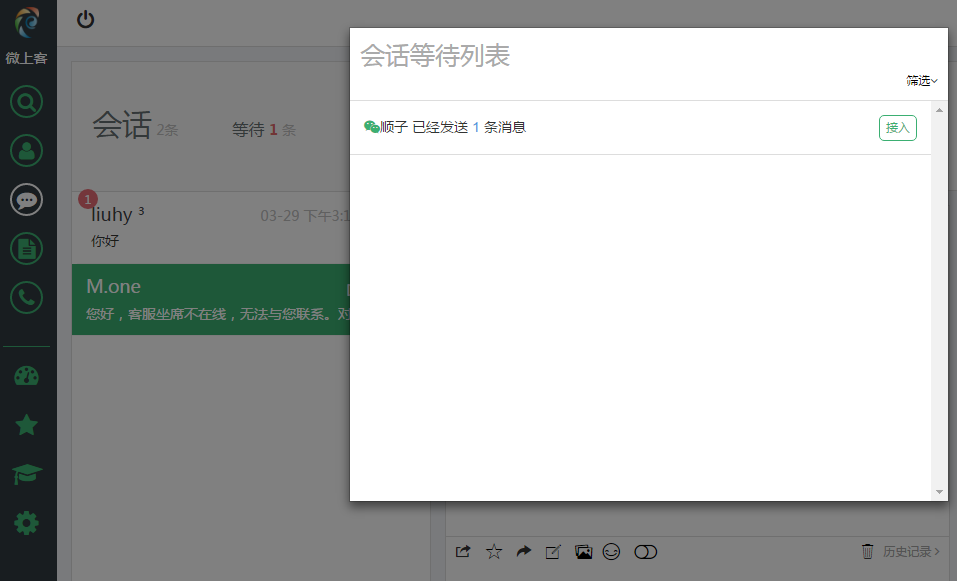 微上客
会话 2条
等待 1 条
1
liuhy 3
03-29 下午3:1
你好
M.one
您好，客服坐席不在线，无法与您联系。对
会话等待列表
筛选
顺子 已经发送 1 条消息
接入
历史记录